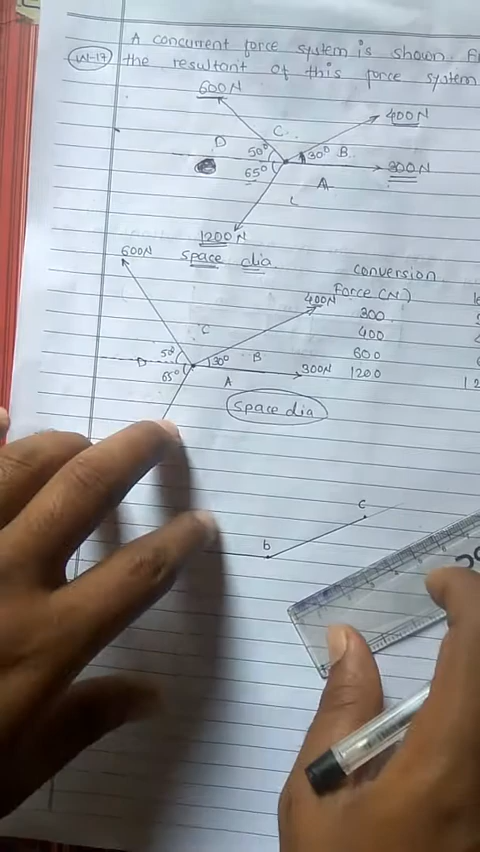 A concurrent force system is shown.
W-17 the resultant of this force system
600N
400N
C
D 50° 30° B
65° 300N
A
1200N
Space dia
600N
conversion
Force (N)
400N
300
C
400
50° 30° B 600
D
65° A 300N 1200
Space dia
c
b